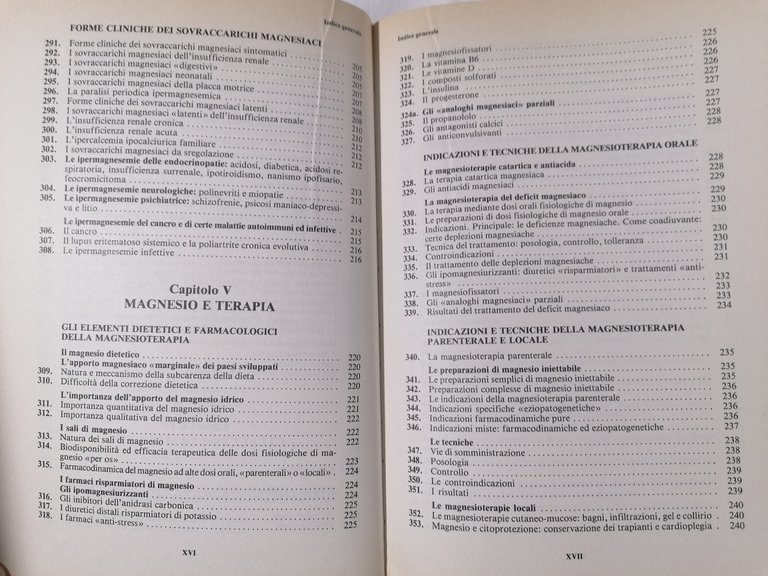 Indice generale
FORME CLINICHE DEI SOVRACCARICHI MAGNESIACI
291. Forme cliniche dei sovraccarichi magnesiaci sintomatici
292. I sovraccarichi magnesiaci dell'insufficienza renale 205
293. I sovraccarichi magnesiaci «digestivi» 205
294. I sovraccarichi magnesiaci neonatali 205
295. I sovraccarichi magnesiaci della placca motrice 207
296. La paralisi periodica ipermagnesemica 207
297. Forme cliniche dei sovraccarichi magnesiaci latenti 208
298. I sovraccarichi magnesiaci «latenti» dell'insufficienza renale 208
299. L'insufficienza renale cronica 210
300. L'insufficienza renale acuta 210
301. L'ipercalcemia ipocalciurica familiare 211
302. I sovraccarichi magnesiaci da sregolazione 212
303. Le ipermagnesemie delle endocrinopatie: acidosi, diabetica, acidosi respiratoria, insufficienza surrenale, ipotiroidismo, nanismo ipofisario,
feocromicitoma 212
304. Le ipermagnesemie neurologiche: polinevriti e miopatie 213
305. Le ipermagnesemie psichiatrice: schizofrenie, psicosi maniaco-depressiva e litio 213
Le ipermagnesemie del cancro e di certe malattie autoimmuni ed infettive 214
306. Il cancro 215
307. Il lupus eritematoso sistemico e la poliartrite cronica evolutiva 215
308. Le ipermagnesemie infettive 216
Capitolo V
MAGNESIO E TERAPIA
GLI ELEMENTI DIETETICI E FARMACOLOGICI
DELLA MAGNESIOTERAPIA
Il magnesio dietetico
L'apporto magnesiaco «marginale» dei paesi sviluppati 220
309. Natura e meccanismo della subcarenza della dieta 220
310. Difficoltà della correzione dietetica 220
L'importanza dell'apporto del magnesio idrico 221
311. Importanza quantitativa del magnesio idrico 221
312. Importanza qualitativa del magnesio idrico 222
I sali di magnesio 222
313. Natura dei sali di magnesio 222
314. Biodisponibilità ed efficacia terapeutica delle dosi fisiologiche di magnesio «per os» 223
315. Farmacodinamica del magnesio ad alte dosi orali, «parenterali» o «locali» 223
I farmaci risparmiatori di magnesio 224
Gli ipomagnesiurizzanti 224
316. Gli inibitori dell'anidrasi carbonica 224
317. I diuretici distali risparmiatori di potassio 225
318. I farmaci «anti-stress» 225
XVI
Indice generale
319. I magnesiofissatori 225
320. La vitamina B6 226
321. Le vitamine D 226
322. I composti solforati 226
323. L'insulina 227
324. Il progesterone 227
324a. Gli «analoghi magnesiaci» parziali 227
325. Il propanololo 227
326. Gli antagonisti calcici 228
327. Gli anticonvulsivanti
INDICAZIONI E TECNICHE DELLA MAGNESIOTERAPIA ORALE
Le magnesioterapie catartica e antiacida 228
328. La terapia catartica magnesiaca 228
329. Gli antiacidi magnesiaci 228
La magnesioterapia del deficit magnesiaco 229
330. La terapia mediante dosi orali fisiologiche di magnesio 229
331. Le preparazioni di dosi fisiologiche di magnesio orale 230
332. Indicazioni. Principale: le deficienze magnesiache. Come coadiuvante:
certe deplezioni magnesiache 230
333. Tecnica del trattamento: posologia, controllo, tolleranza 230
334. Controindicazioni 231
335. Il trattamento delle deplezioni magnesiache 231
336. Gli ipomagnesiurizzanti: diuretici «risparmiatori» e trattamenti «antistress» 232
337. I magnesiofissatori 233
338. Gli «analoghi magnesiaci» parziali 233
339. Risultati del trattamento del deficit magnesiaco 234
INDICAZIONI E TECNICHE DELLA MAGNESIOTERAPIA
PARENTERALE E LOCALE
340. La magnesioterapia parenterale 235
Le preparazioni di magnesio iniettabile 235
341. Le preparazioni semplici di magnesio iniettabile 235
342. Preparazioni complesse di magnesio iniettabile 236
343. Le indicazioni della magnesioterapia parenterale 236
344. Indicazioni specifiche «eziopatogenetiche» 236
345. Indicazioni farmacodinamiche pure 236
346. Indicazioni miste: farmacodinamiche ed eziopatogenetiche 237
Le tecniche 238
347. Vie di somministrazione 238
348. Posologia 238
349. Controllo 239
350. Le controindicazioni 239
351. I risultati 239
Le magnesioterapie locali 240
352. Le magnesioterapie cutaneo-mucose: bagni, infiltrazioni, gel e collirio 240
353. Magnesio e citoprotezione: conservazione dei trapianti e cardioplegia 240
XVII